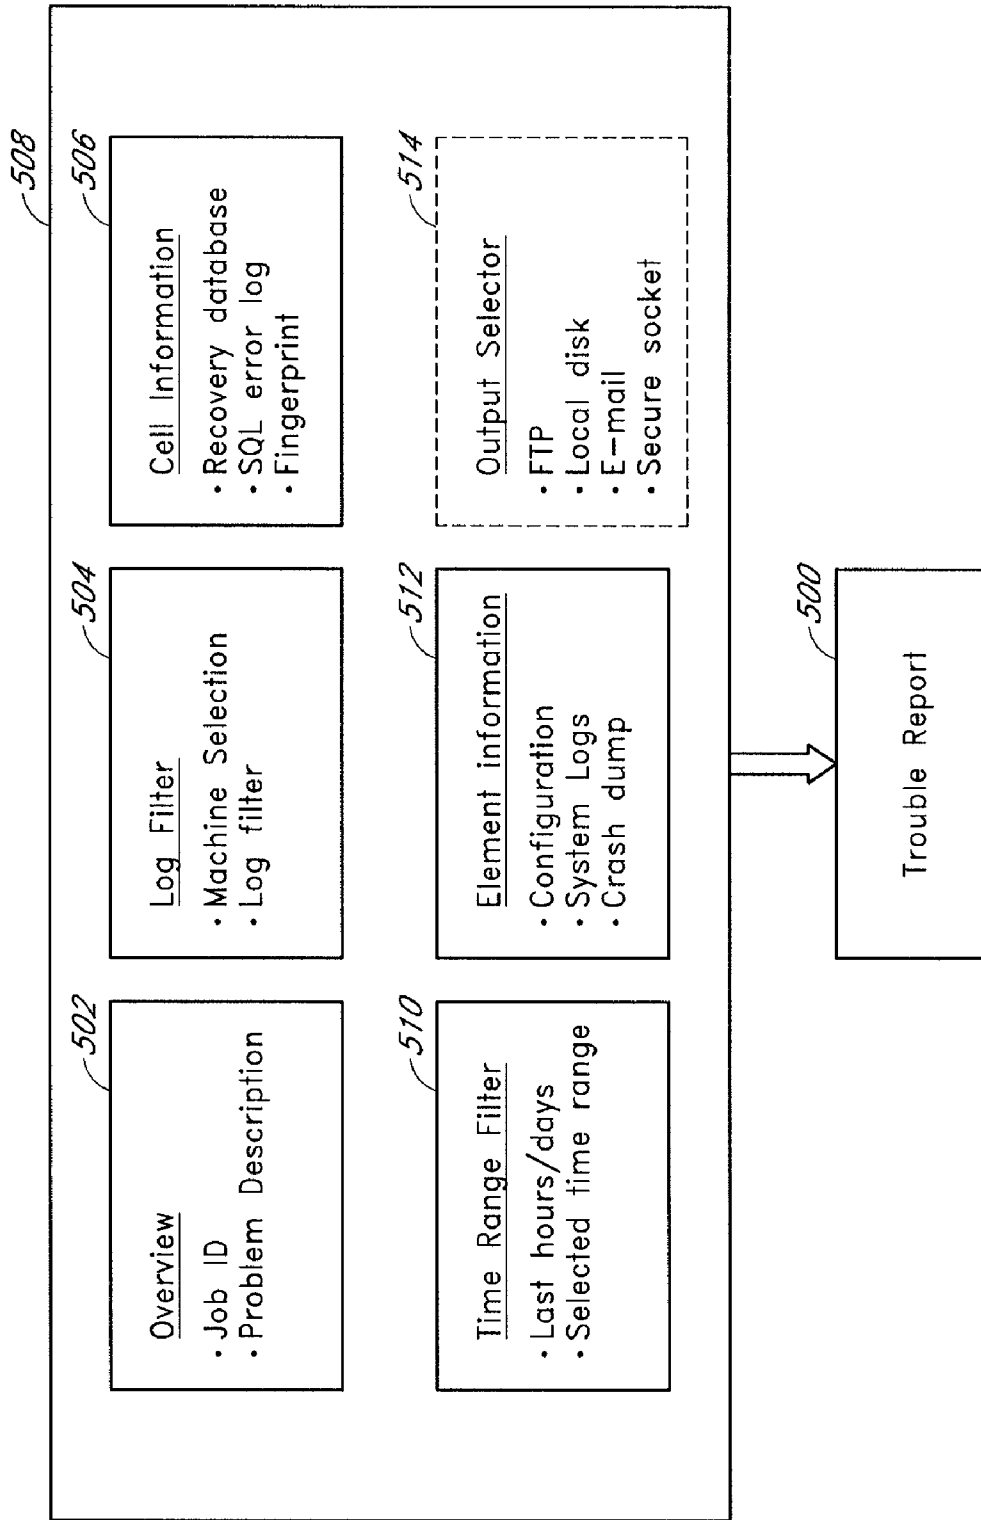 508
502
Overview
• Job ID
• Problem Description
504
Log Filter
• Machine Selection
• Log filter
506
Cell Information
• Recovery database
• SQL error log
• Fingerprint
510
Time Range Filter
• Last hours/days
• Selected time range
512
Element information
• Configuration
• System Logs
• Crash dump
514
Output Selector
• FTP
• Local disk
• E-mail
• Secure socket
500
Trouble Report